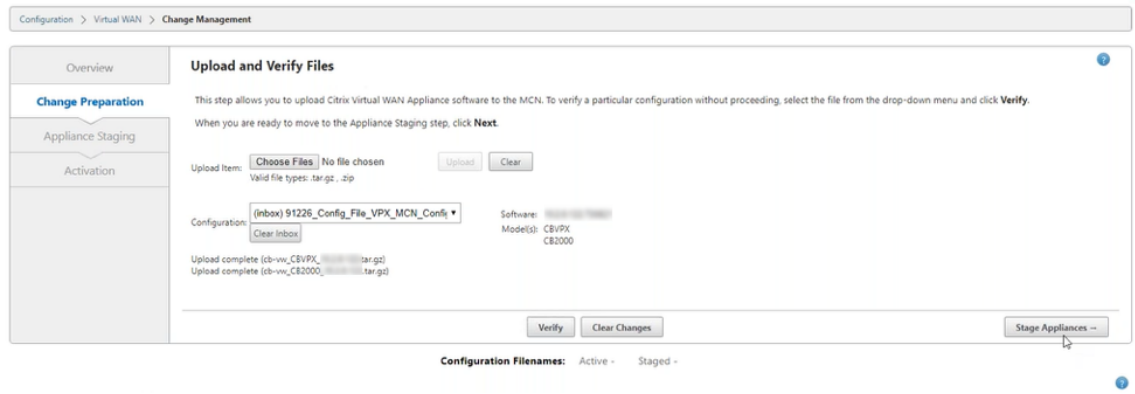 Configuration > Virtual WAN > Change Management
Overview
Change Preparation
Appliance Staging
Activation
Upload and Verify Files
This step allows you to upload Citrix Virtual WAN Appliance software to the MCN. To verify a particular configuration without proceeding, select the file from the drop-down menu and click Verify.
When you are ready to move to the Appliance Staging step, click Next.
Upload Item: Choose Files No file chosen Upload Clear
Valid file types: .tar.gz , .zip
Configuration: (inbox) 91226_Config_File_VPX_MCN_Config
Clear Inbox
Software:
Model(s): CBVPX
CB2000
Upload complete (cb-vw_CBVPX_ tar.gz)
Upload complete (cb-vw_CB2000_ .tar.gz)
Verify Clear Changes Stage Appliances →
Configuration Filenames: Active - Staged -